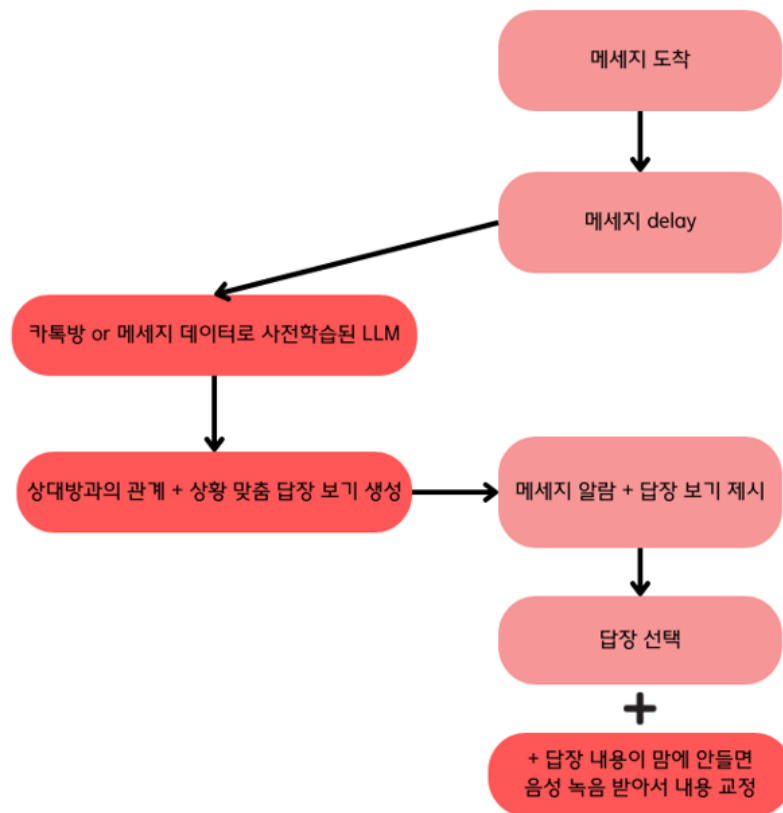 메세지 도착
메세지 delay
카톡방 or 메세지 데이터로 사전학습된 LLM
상대방과의 관계 + 상황 맞춤 답장 보기 생성
메세지 알람 + 답장 보기 제시
답장 선택
+
+ 답장 내용이 맘에 안들면
음성 녹음 받아서 내용 교정